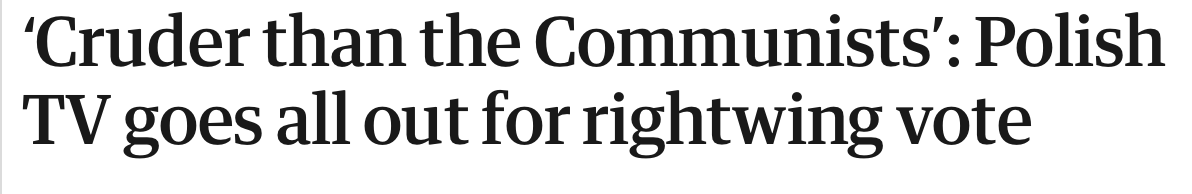 ‘Cruder than the Communists’: Polish
TV goes all out for rightwing vote